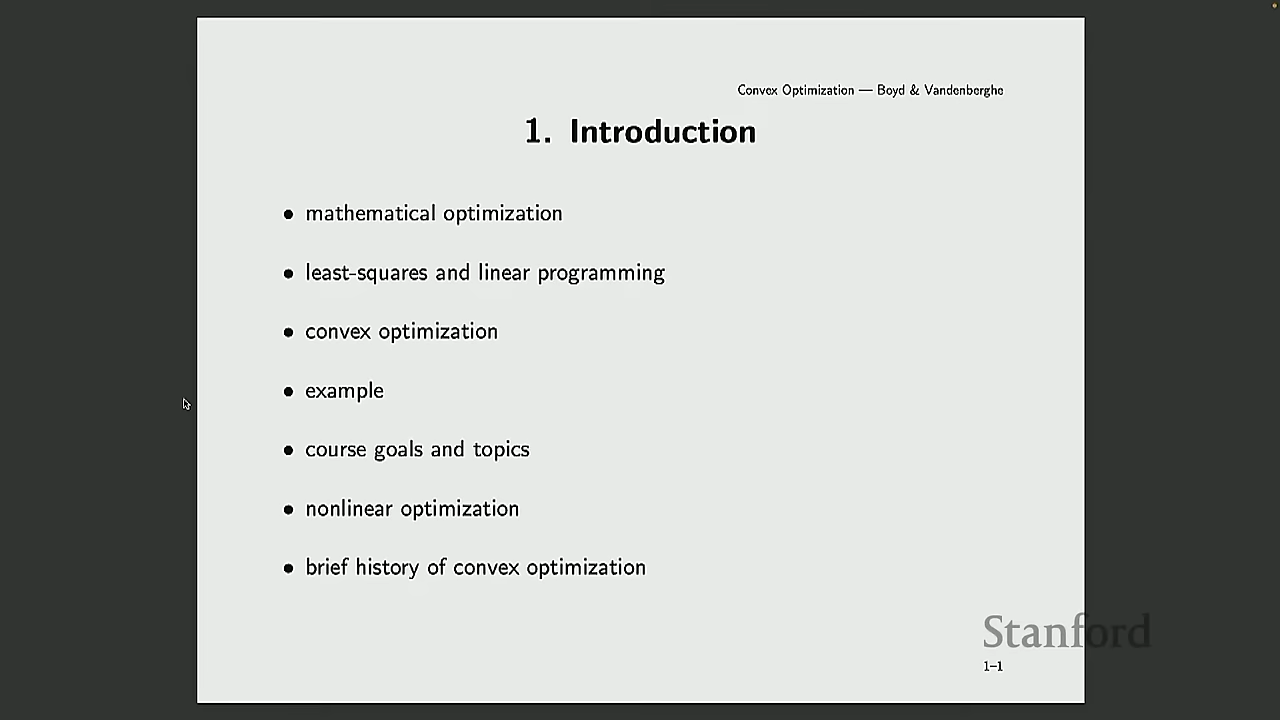 Convex Optimization — Boyd & Vandenberghe
1. Introduction
• mathematical optimization
• least-squares and linear programming
• convex optimization
• example
• course goals and topics
• nonlinear optimization
• brief history of convex optimization
Stanford
1–1